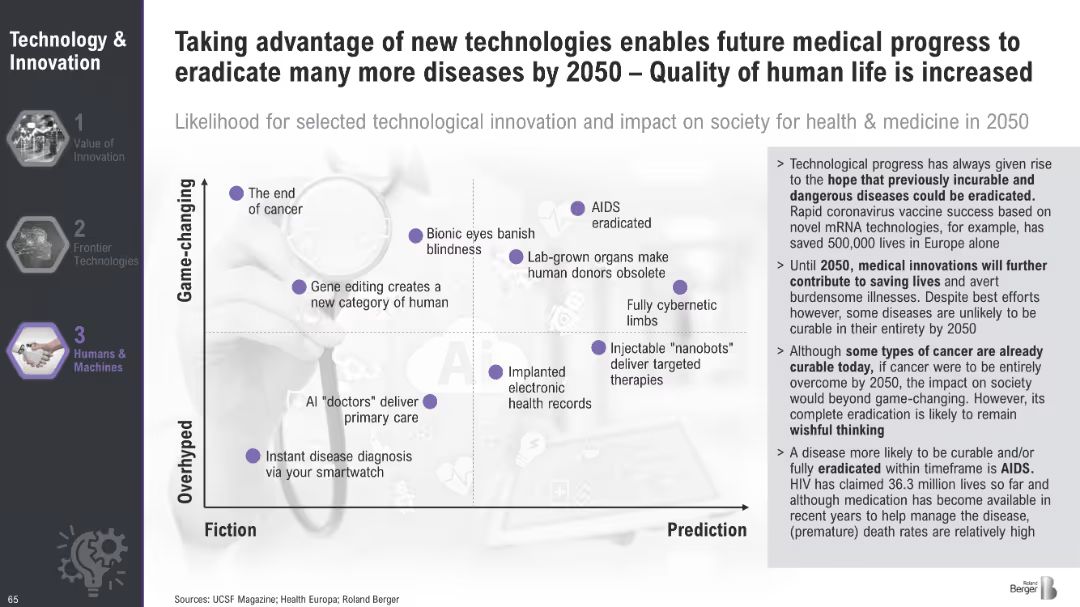 Technology &
Innovation
1
Value of
Innovation
2
Frontier
Technologies
3
Humans &
Machines
65
Taking advantage of new technologies enables future medical progress to
eradicate many more diseases by 2050 – Quality of human life is increased
Likelihood for selected technological innovation and impact on society for health & medicine in 2050
Game-changing
Overhyped
Fiction
Prediction
The end
of cancer
AIDS
eradicated
Bionic eyes banish
blindness
Lab-grown organs make
human donors obsolete
Gene editing creates a
new category of human
Fully cybernetic
limbs
Injectable "nanobots"
deliver targeted
therapies
Implanted
electronic
health records
AI "doctors" deliver
primary care
Instant disease diagnosis
via your smartwatch
AI
> Technological progress has always given rise
to the hope that previously incurable and
dangerous diseases could be eradicated.
Rapid coronavirus vaccine success based on
novel mRNA technologies, for example, has
saved 500,000 lives in Europe alone
> Until 2050, medical innovations will further
contribute to saving lives and avert
burdensome illnesses. Despite best efforts
however, some diseases are unlikely to be
curable in their entirety by 2050
> Although some types of cancer are already
curable today, if cancer were to be entirely
overcome by 2050, the impact on society
would beyond game-changing. However, its
complete eradication is likely to remain
wishful thinking
> A disease more likely to be curable and/or
fully eradicated within timeframe is AIDS.
HIV has claimed 36.3 million lives so far and
although medication has become available in
recent years to help manage the disease,
(premature) death rates are relatively high
Sources: UCSF Magazine; Health Europa; Roland Berger
Roland
Berger
B